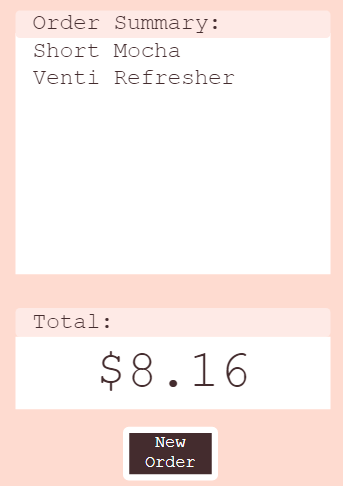 Order Summary:
Short Mocha
Venti Refresher
Total:
$8.16
New
Order